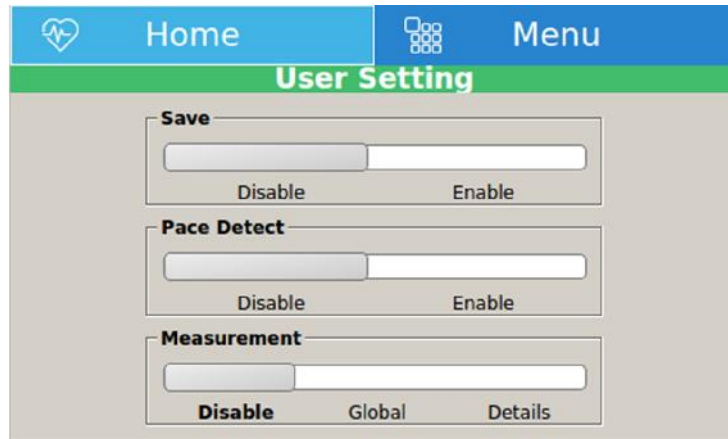 Home Menu
User Setting
Save
Disable Enable
Pace Detect
Disable Enable
Measurement
Disable Global Details